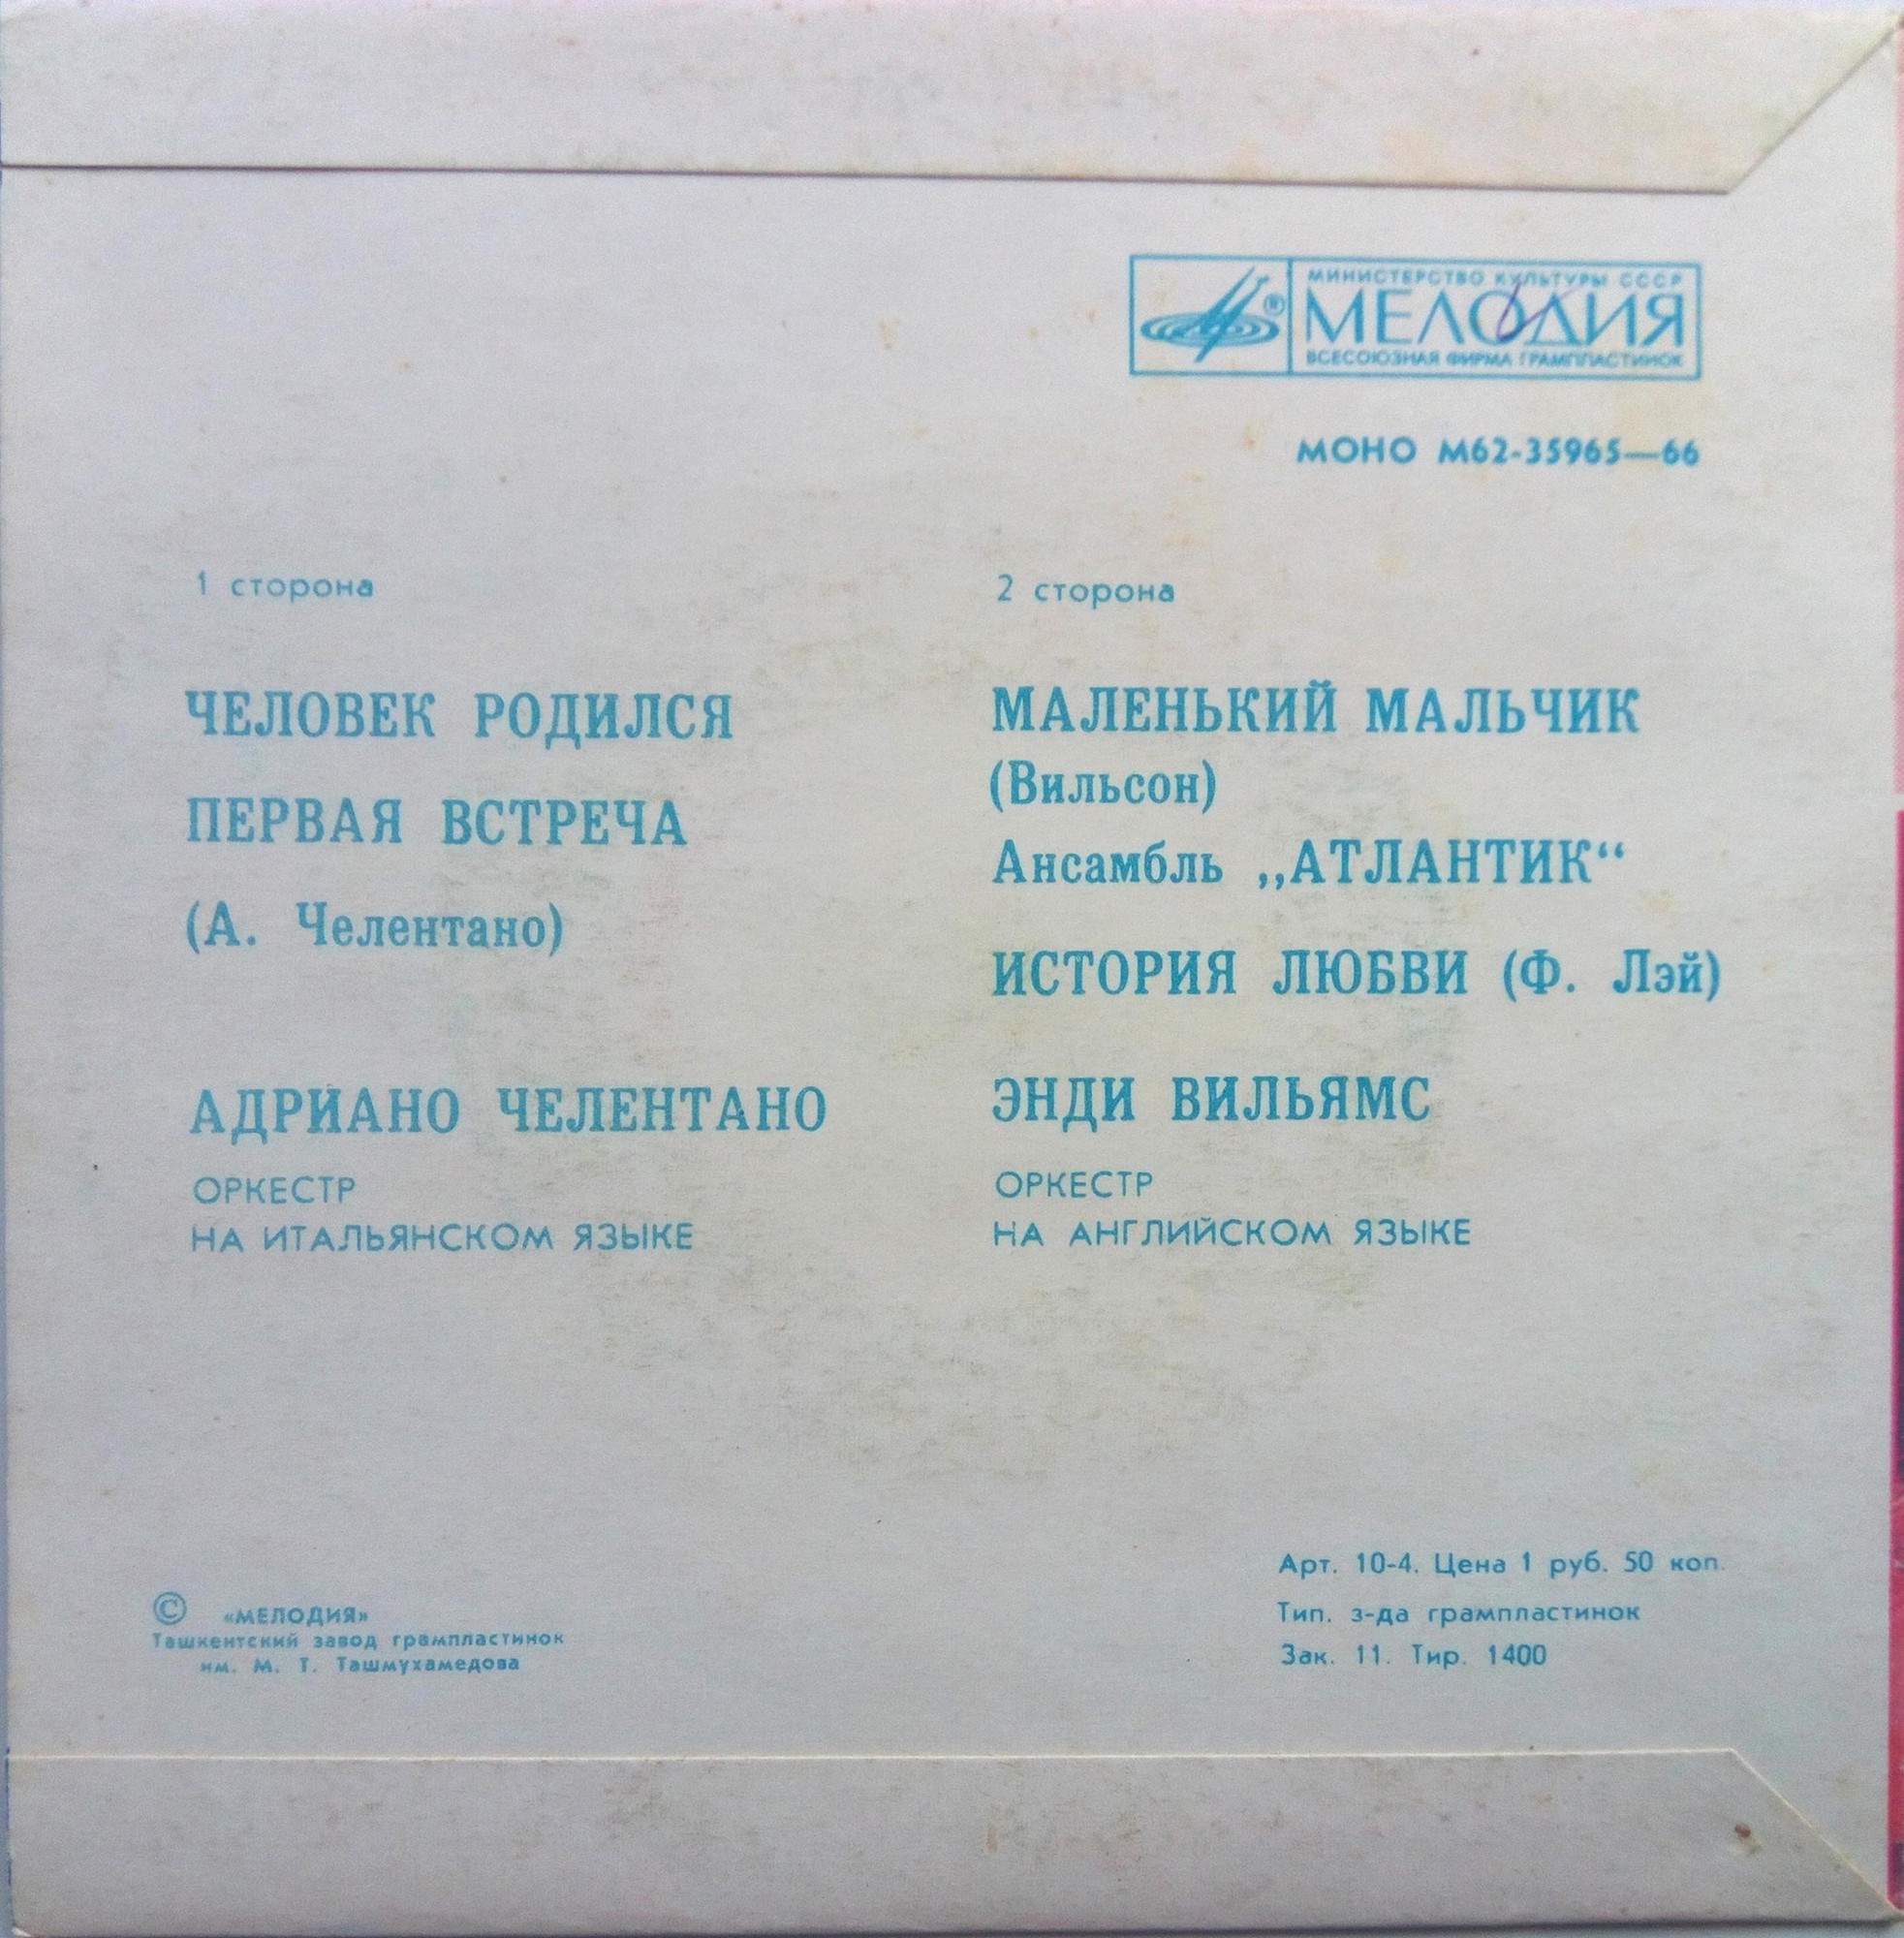 МИНИСТЕРСТВО КУЛЬТУРЫ СССР
МЕЛОДИЯ
ВСЕСОЮЗНАЯ ФИРМА ГРАМПЛАСТИНОК
МОНО М62-35965—66
1 сторона
ЧЕЛОВЕК РОДИЛСЯ
ПЕРВАЯ ВСТРЕЧА
(А. Челентано)
АДРИАНО ЧЕЛЕНТАНО
ОРКЕСТР
НА ИТАЛЬЯНСКОМ ЯЗЫКЕ
2 сторона
МАЛЕНЬКИЙ МАЛЬЧИК
(Вильсон)
Ансамбль „АТЛАНТИК“
ИСТОРИЯ ЛЮБВИ (Ф. Лэй)
ЭНДИ ВИЛЬЯМС
ОРКЕСТР
НА АНГЛИЙСКОМ ЯЗЫКЕ
© «МЕЛОДИЯ»
Ташкентский завод грампластинок
им. М. Т. Ташмухамедова
Арт. 10-4. Цена 1 руб. 50 коп.
Тип. з-да грампластинок
Зак. 11. Тир. 1400